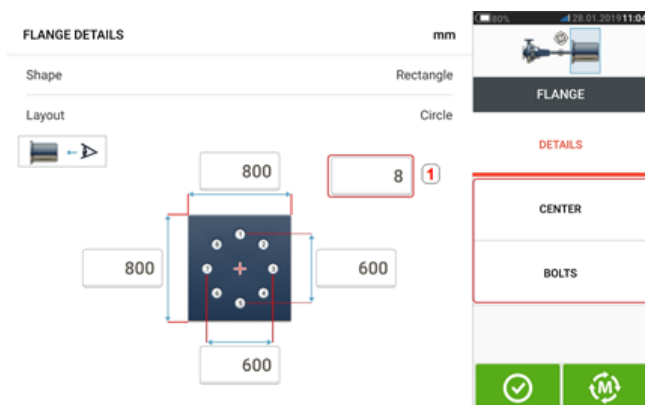 FLANGE DETAILS mm
Shape Rectangle
Layout Circle
800
8 1
800
600
600
1
2
3
4
5
6
7
8
80% 28.01.2019 11:04
M
FLANGE
DETAILS
CENTER
BOLTS
M